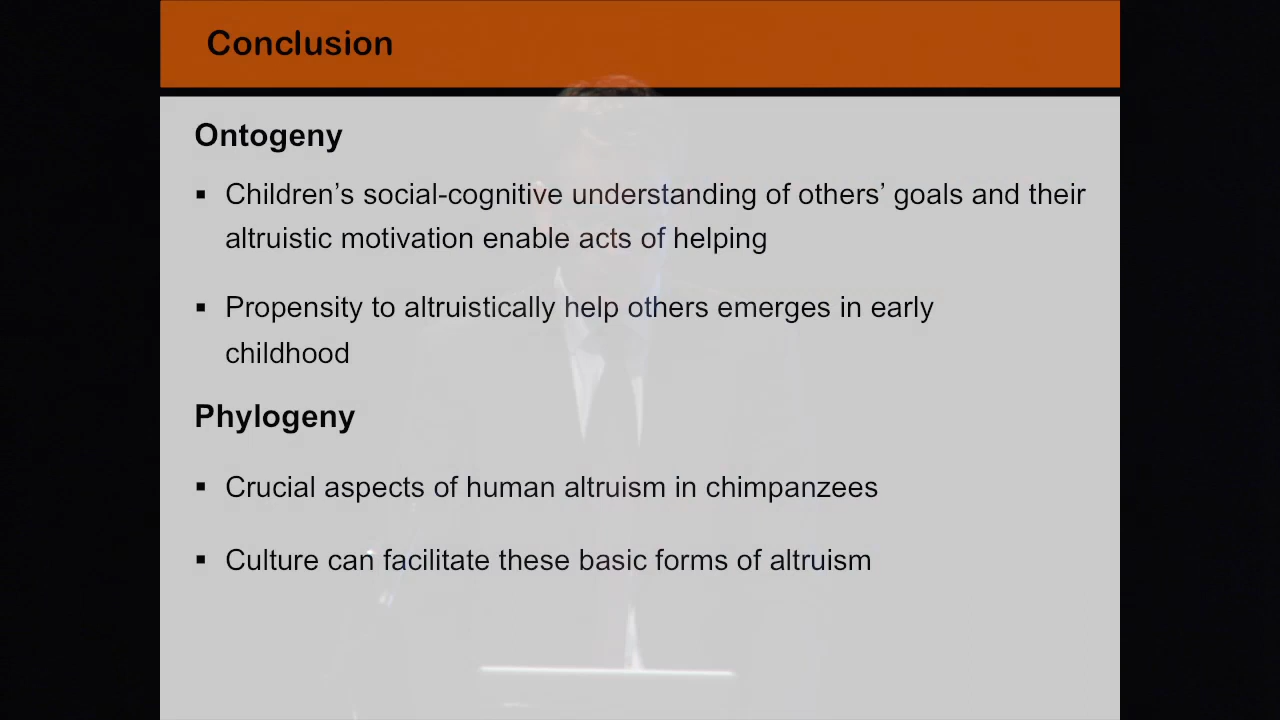 Conclusion
Ontogeny
▪ Children’s social-cognitive understanding of others’ goals and their
altruistic motivation enable acts of helping
▪ Propensity to altruistically help others emerges in early
childhood
Phylogeny
▪ Crucial aspects of human altruism in chimpanzees
▪ Culture can facilitate these basic forms of altruism